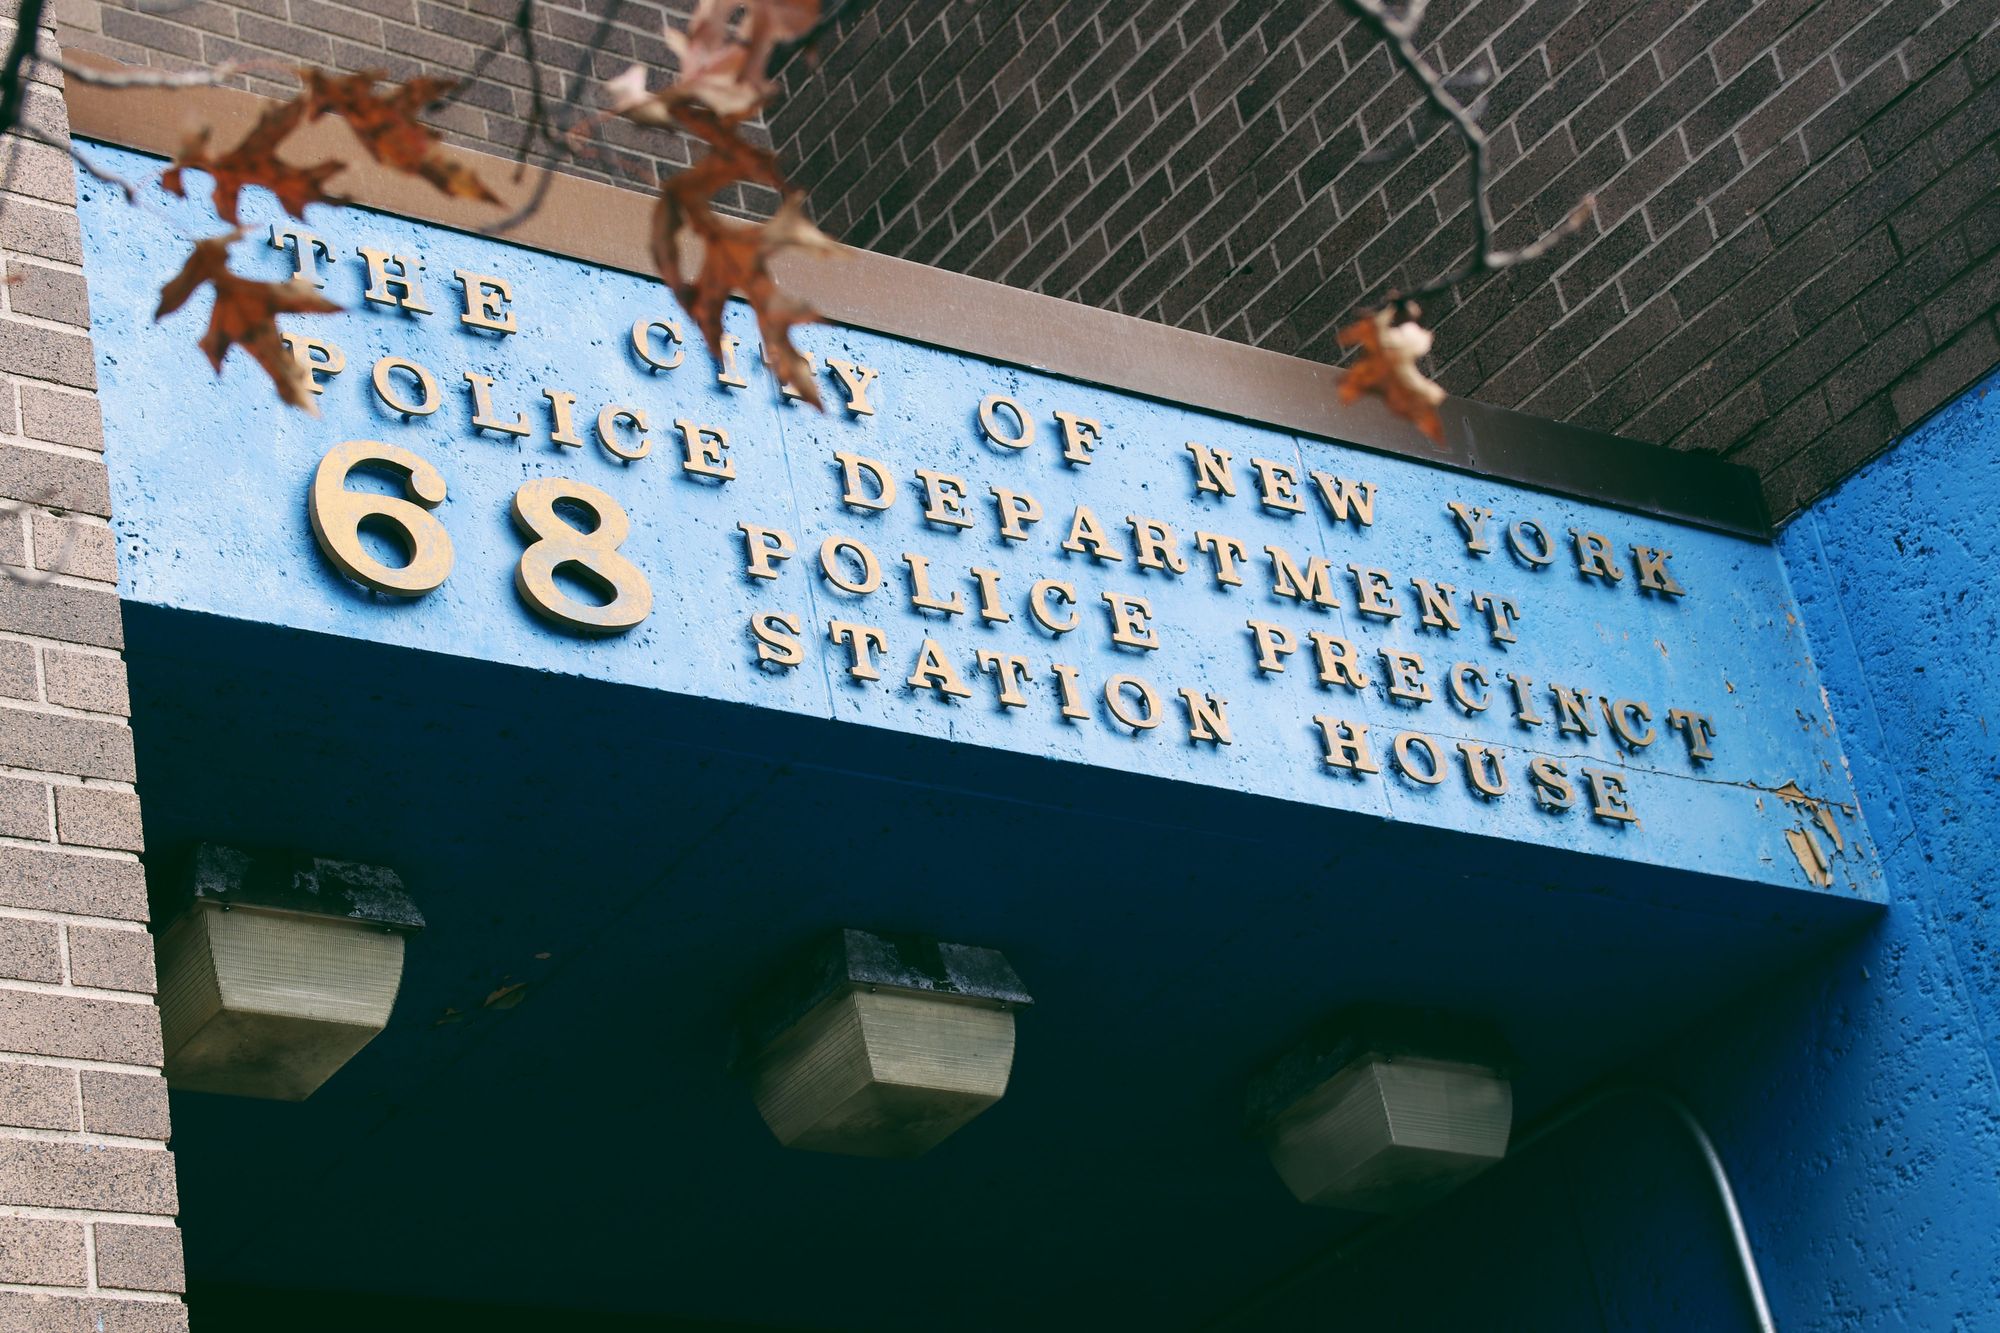 THE CITY OF NEW YORK
POLICE DEPARTMENT
68 POLICE PRECINCT
STATION HOUSE